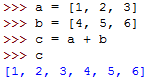 >>> a = [1, 2, 3]
>>> b = [4, 5, 6]
>>> c = a + b
>>> c
[1, 2, 3, 4, 5, 6]